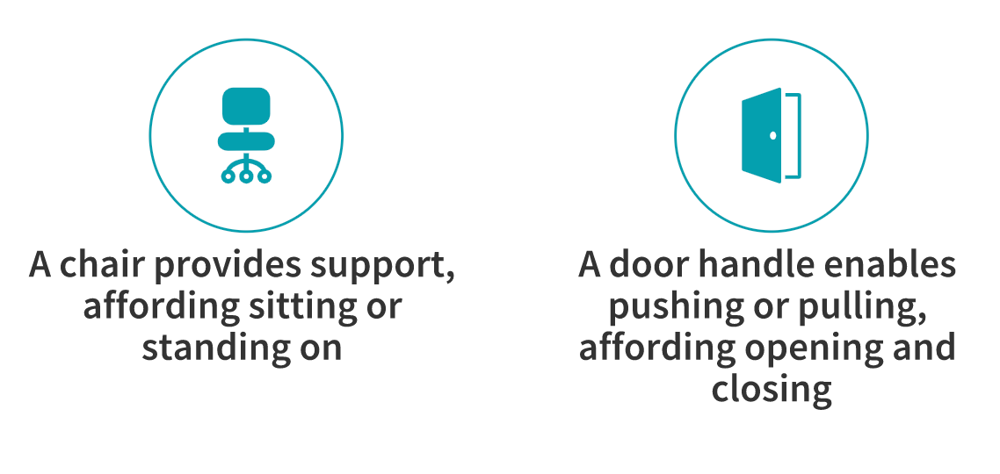 A chair provides support,
affording sitting or
standing on
A door handle enables
pushing or pulling,
affording opening and
closing